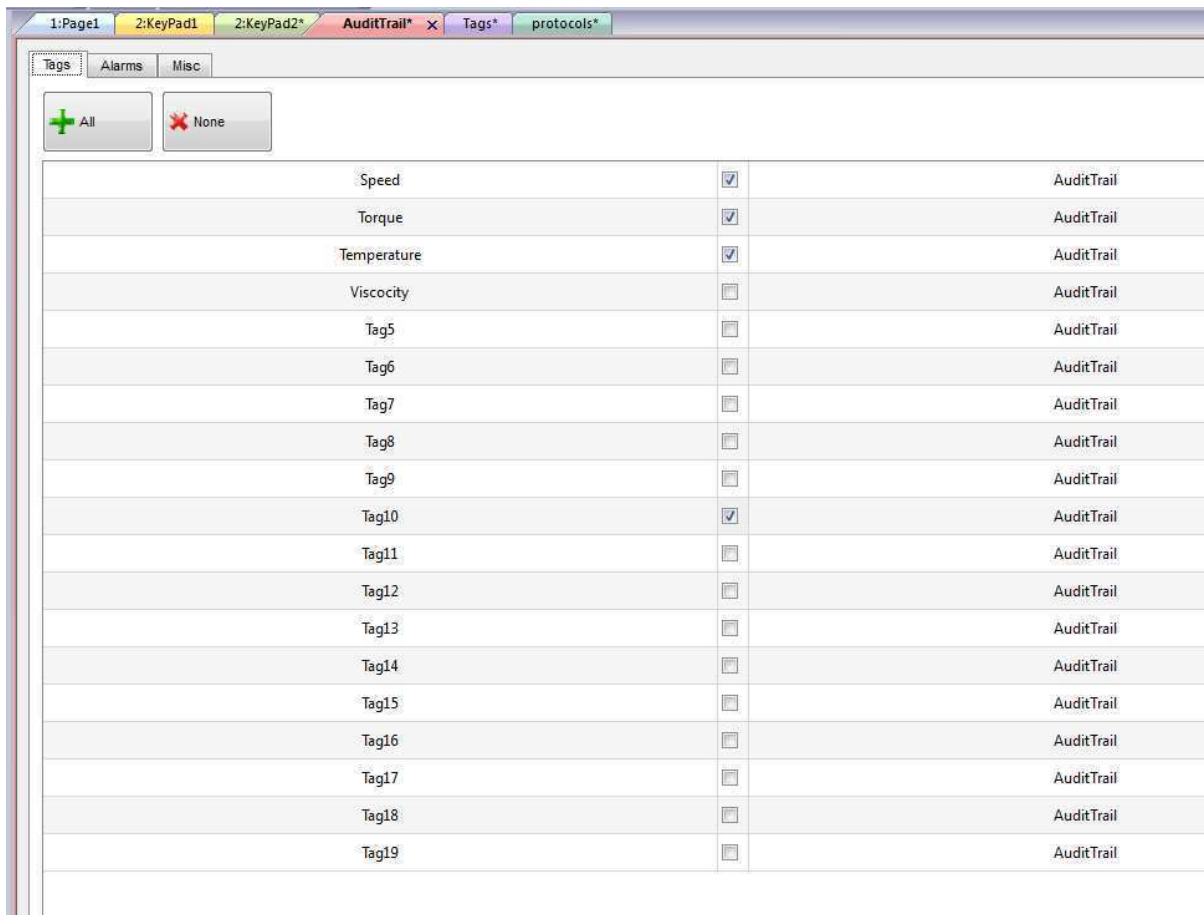 1:Page1 2:KeyPad1 2:KeyPad2* AuditTrail* x Tags* protocols*
Tags Alarms Misc
All None
Speed AuditTrail
Torque AuditTrail
Temperature AuditTrail
Viscocity AuditTrail
Tag5 AuditTrail
Tag6 AuditTrail
Tag7 AuditTrail
Tag8 AuditTrail
Tag9 AuditTrail
Tag10 AuditTrail
Tag11 AuditTrail
Tag12 AuditTrail
Tag13 AuditTrail
Tag14 AuditTrail
Tag15 AuditTrail
Tag16 AuditTrail
Tag17 AuditTrail
Tag18 AuditTrail
Tag19 AuditTrail